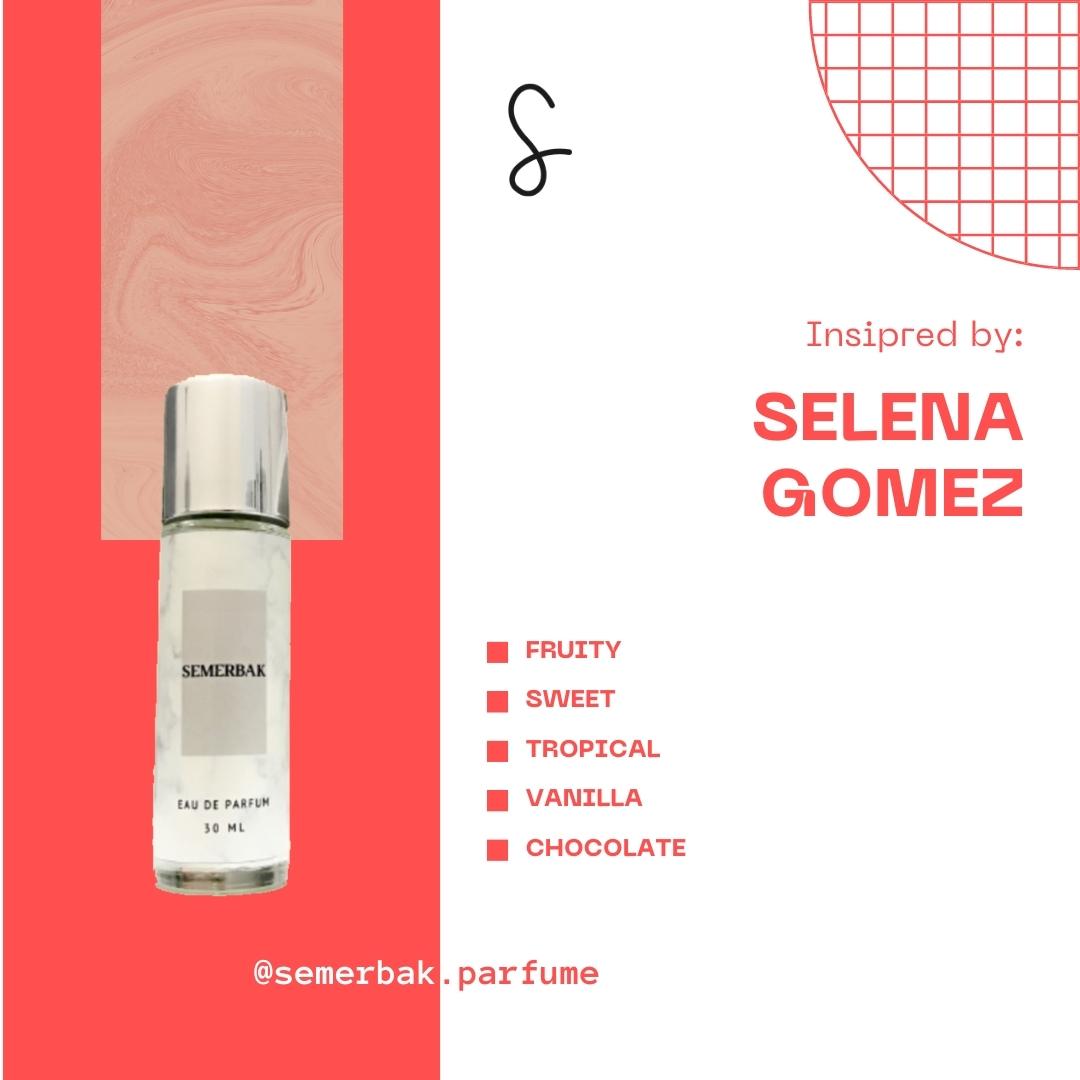 S
Insipred by:
SELENA
GOMEZ
SEMERBAK
EAU DE PARFUM
30 ML
FRUITY
SWEET
TROPICAL
VANILLA
CHOCOLATE
@semerbak.parfume